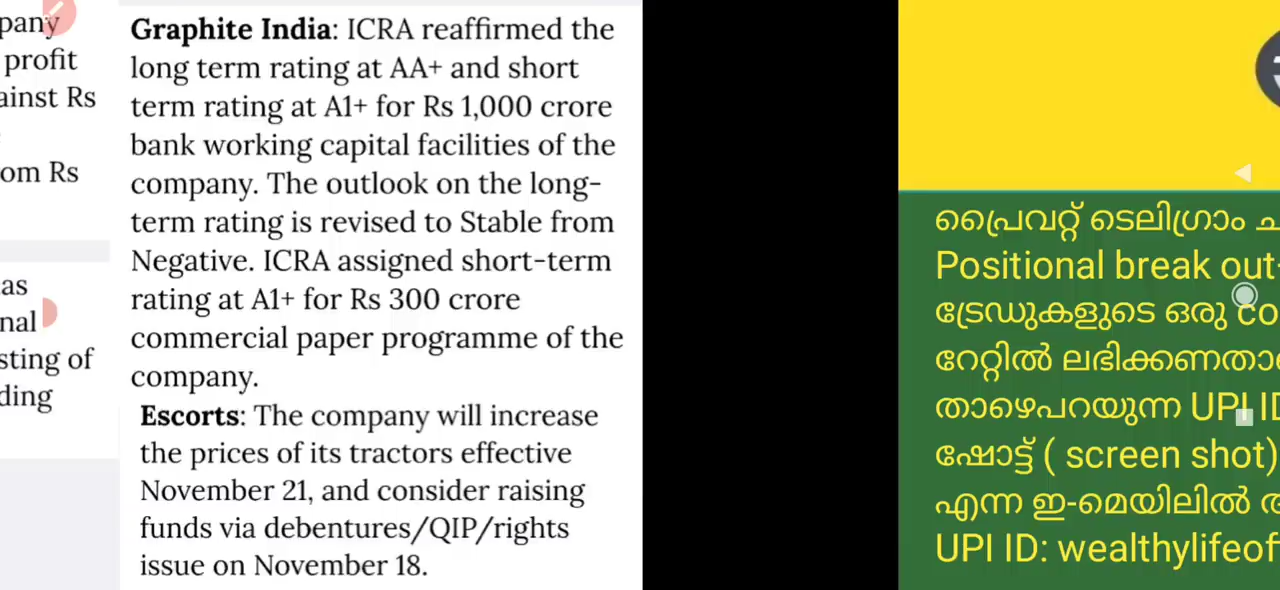 pany
profit
ainst Rs
om Rs
as
nal
sting of
ding
Graphite India: ICRA reaffirmed the
long term rating at AA+ and short
term rating at A1+ for Rs 1,000 crore
bank working capital facilities of the
company. The outlook on the long-
term rating is revised to Stable from
Negative. ICRA assigned short-term
rating at A1+ for Rs 300 crore
commercial paper programme of the
company.
Escorts: The company will increase
the prices of its tractors effective
November 21, and consider raising
funds via debentures/QIP/rights
issue on November 18.
പ്രൈവറ്റ് ടെലിഗ്രാം ച
Positional break out-
ട്രേഡുകളുടെ ഒരു co
റേറ്റിൽ ലഭിക്കണതാ
താഴെപറയുന്ന UPI ID
ഷോട്ട് ( screen shot)
എന്ന ഇ-മെയിലിൽ അ
UPI ID: wealthylifeof